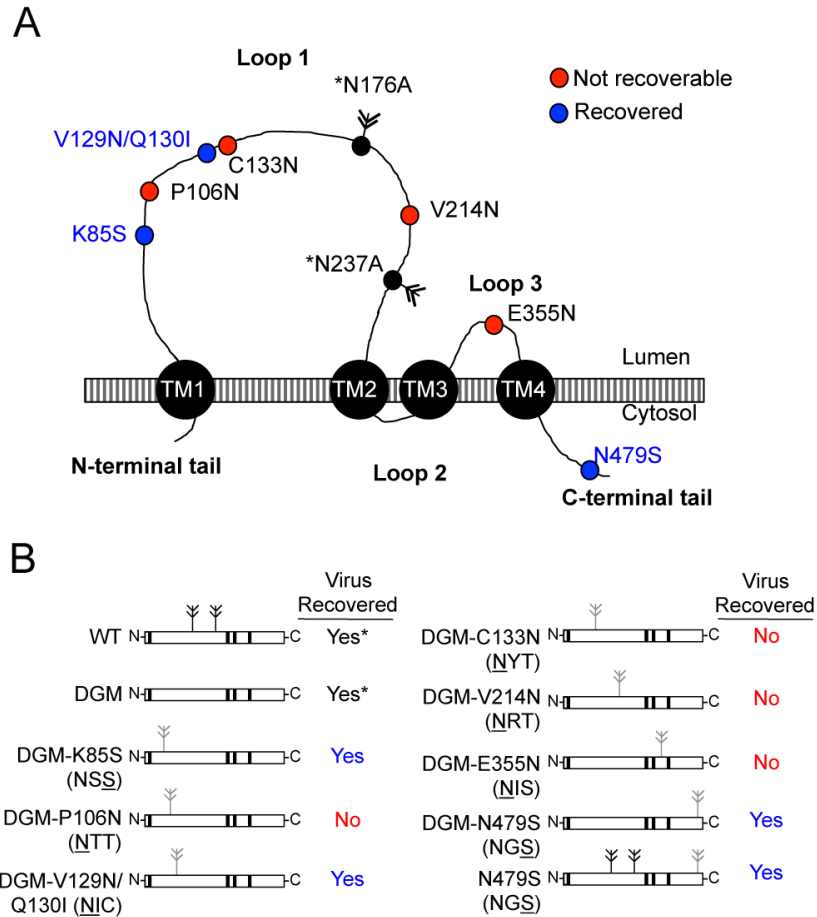 A
Loop 1
*N176A
Not recoverable
Recovered
V129N/Q130I
C133N
P106N
V214N
K85S
*N237A
Loop 3
E355N
Lumen
TM1
TM2
TM3
TM4
Cytosol
N-terminal tail
Loop 2
N479S
C-terminal tail
B
Virus
Recovered
WT N- -C Yes*
DGM N- -C Yes*
DGM-K85S N- -C Yes
(NSS)
DGM-P106N N- -C No
(NTT)
DGM-V129N/ N- -C Yes
Q130I (NIC)
Virus
Recovered
DGM-C133N N- -C No
(NYT)
DGM-V214N N- -C No
(NRT)
DGM-E355N N- -C No
(NIS)
DGM-N479S N- -C Yes
(NGS)
N479S N- -C Yes
(NGS)